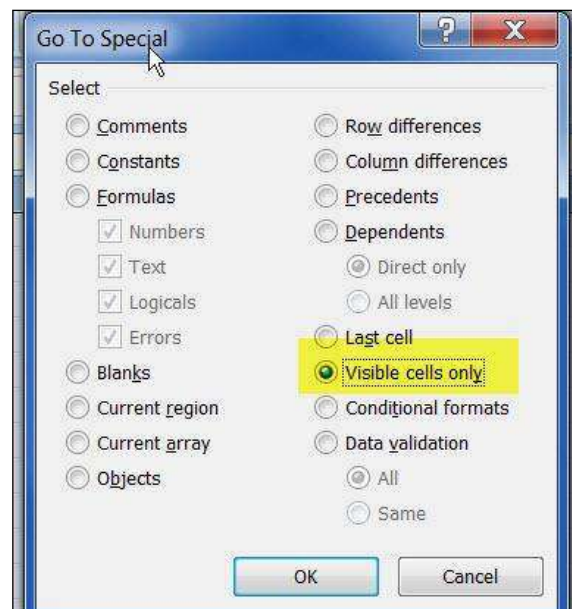 Go To Special
Select
Comments
Constants
Formulas
Numbers
Text
Logicals
Errors
Blanks
Current region
Current array
Objects
Row differences
Column differences
Precedents
Dependents
Direct only
All levels
Last cell
Visible cells only
Conditional formats
Data validation
All
Same
OK
Cancel